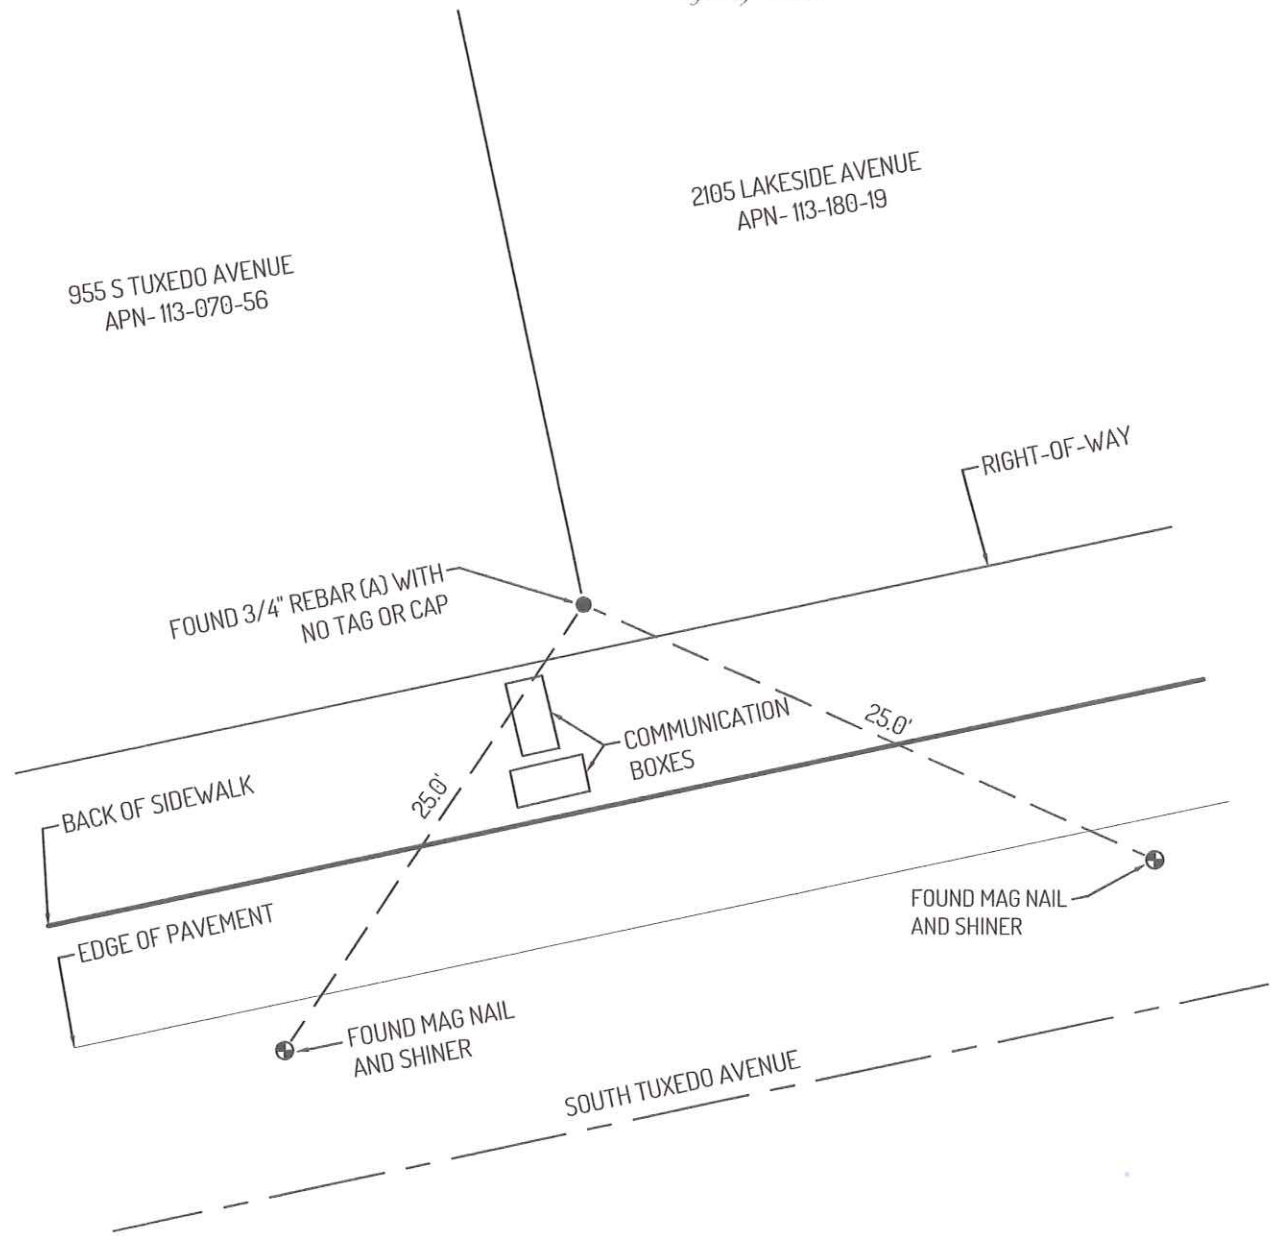 2105 LAKESIDE AVENUE
APN- 113-180-19
955 S TUXEDO AVENUE
APN- 113-070-56
RIGHT-OF-WAY
FOUND 3/4" REBAR (A) WITH
NO TAG OR CAP
25.0'
COMMUNICATION
BOXES
25.0'
BACK OF SIDEWALK
EDGE OF PAVEMENT
FOUND MAG NAIL
AND SHINER
FOUND MAG NAIL
AND SHINER
SOUTH TUXEDO AVENUE